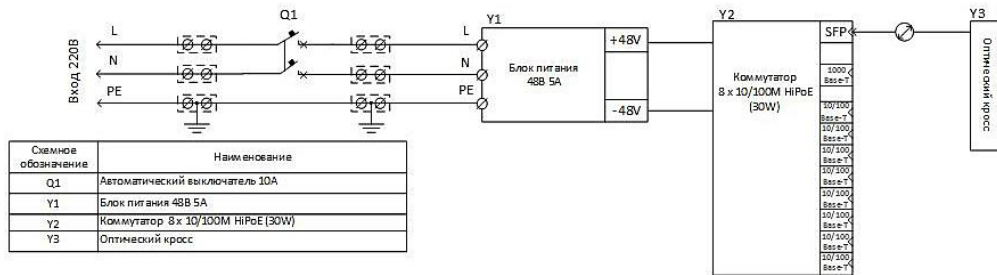 Q1
Y1
Y2
Y3
Вход 220В
L
N
PE
L
N
PE
Блок питания
48В 5А
+48V
-48V
Коммутатор
8 x 10/100M HiPoE
(30W)
SFP
1000
Base-T
10/100
Base-T
10/100
Base-T
10/100
Base-T
10/100
Base-T
10/100
Base-T
10/100
Base-T
10/100
Base-T
10/100
Base-T
Оптический кросс
Схемное
обозначение
Наименование
Q1
Автоматический выключатель 10А
Y1
Блок питания 48В 5А
Y2
Коммутатор 8 x 10/100M HiPoE (30W)
Y3
Оптический кросс